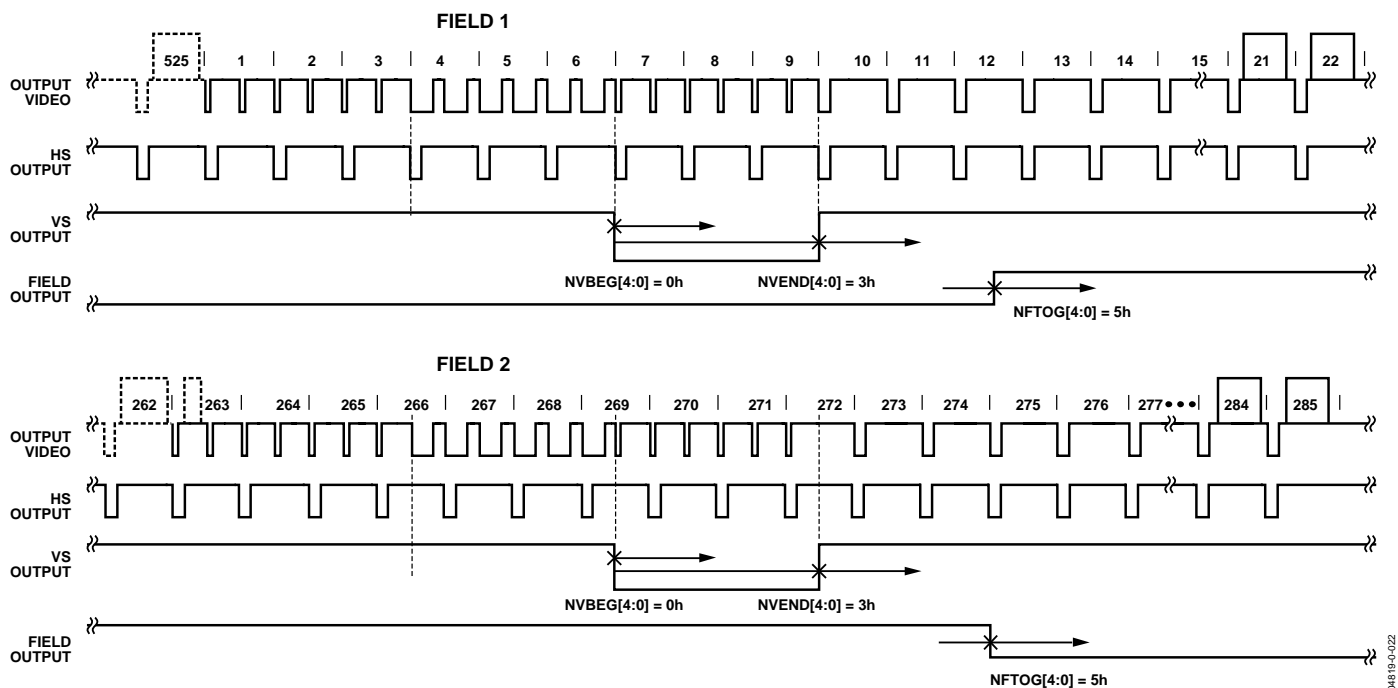 FIELD 1
525 1 2 3 4 5 6 7 8 9 10 11 12 13 14 15 21 22
OUTPUT
VIDEO
HS
OUTPUT
VS
OUTPUT
NVBEG[4:0] = 0h NVEND[4:0] = 3h
FIELD
OUTPUT
NFTOG[4:0] = 5h
FIELD 2
262 263 264 265 266 267 268 269 270 271 272 273 274 275 276 277 ••• 284 285
OUTPUT
VIDEO
HS
OUTPUT
VS
OUTPUT
NVBEG[4:0] = 0h NVEND[4:0] = 3h
FIELD
OUTPUT
NFTOG[4:0] = 5h
04819-0-022